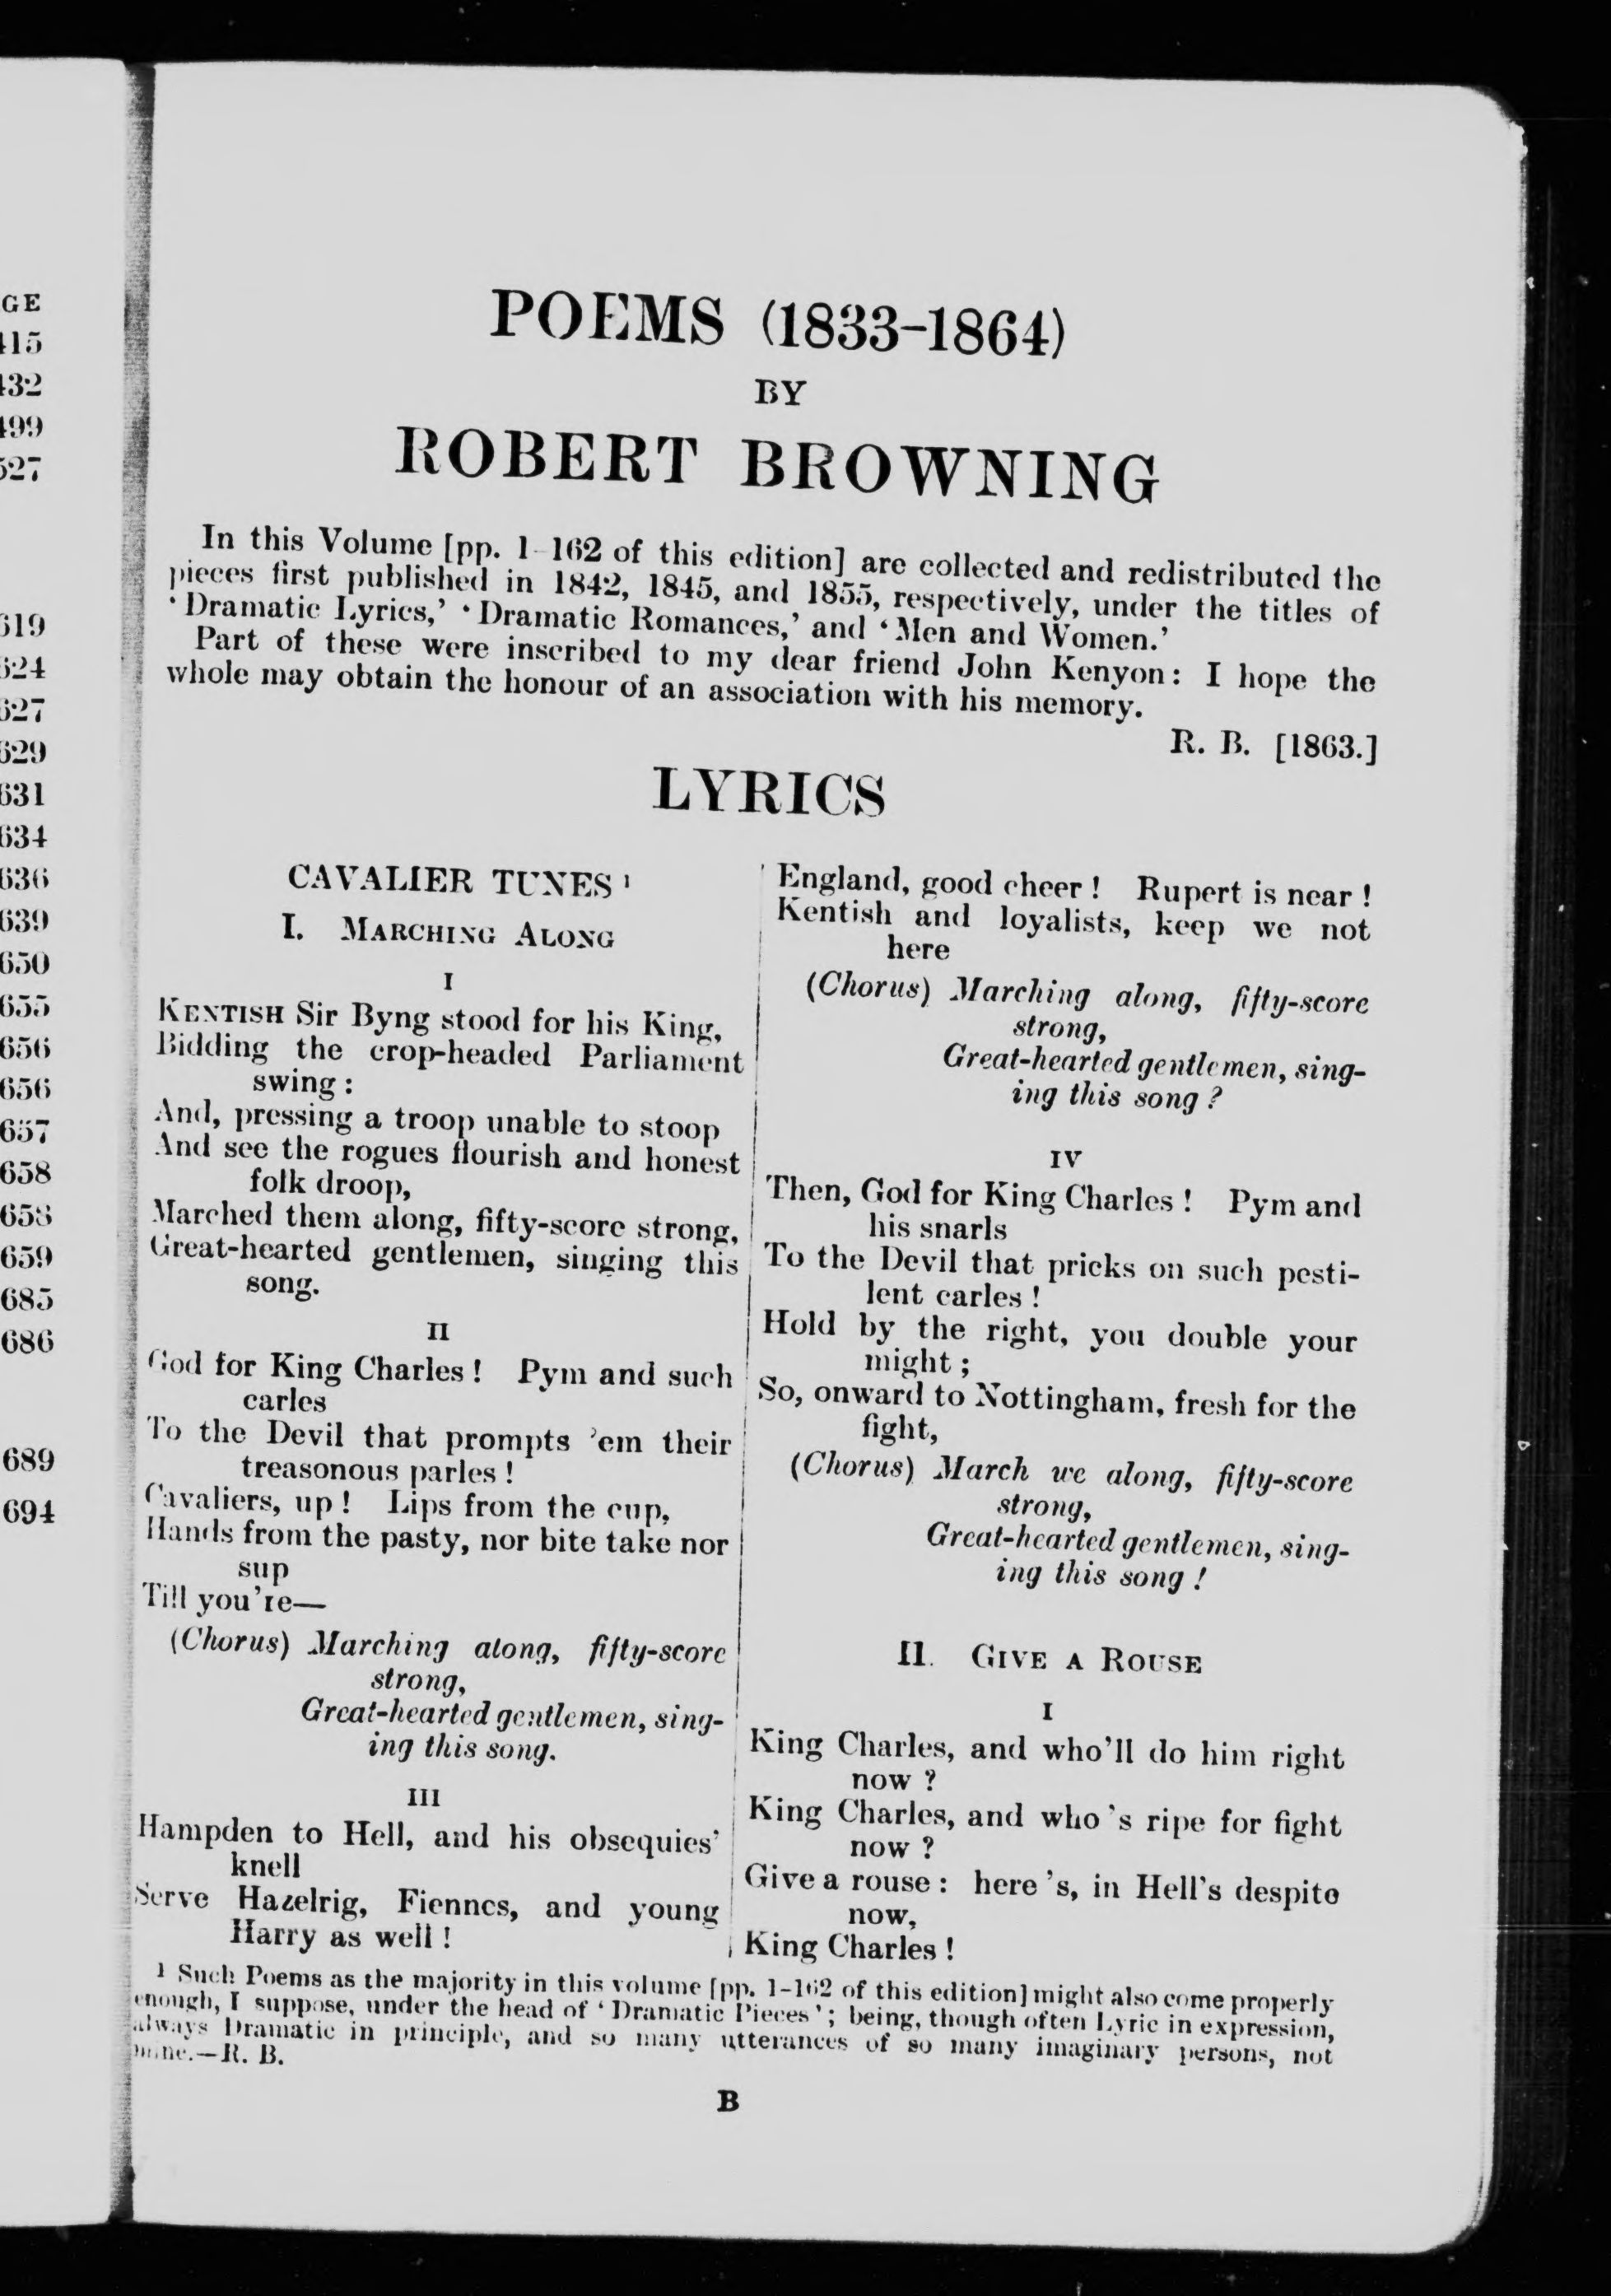 GE
415
432
499
527
619
624
627
629
631
634
636
639
650
655
656
656
657
658
658
659
685
686
689
694
POEMS (1833-1864)
BY
ROBERT BROWNING
In this Volume [pp. 1-162 of this edition] are collected and redistributed the
pieces first published in 1842, 1845, and 1855, respectively, under the titles of
‘Dramatic Lyrics,’ ‘Dramatic Romances,’ and ‘Men and Women.’
Part of these were inscribed to my dear friend John Kenyon: I hope the
whole may obtain the honour of an association with his memory.
R. B. [1863.]
LYRICS
CAVALIER TUNES ¹
I. MARCHING ALONG
I
KENTISH Sir Byng stood for his King,
Bidding the crop-headed Parliament
swing :
And, pressing a troop unable to stoop
And see the rogues flourish and honest
folk droop,
Marched them along, fifty-score strong,
Great-hearted gentlemen, singing this
song.
II
God for King Charles ! Pym and such
carles
To the Devil that prompts ’em their
treasonous parles !
Cavaliers, up ! Lips from the cup,
Hands from the pasty, nor bite take nor
sup
Till you’re—
(Chorus) Marching along, fifty-score
strong,
Great-hearted gentlemen, sing-
ing this song.
III
Hampden to Hell, and his obsequies’
knell
Serve Hazelrig, Fiennes, and young
Harry as well !
England, good cheer ! Rupert is near !
Kentish and loyalists, keep we not
here
(Chorus) Marching along, fifty-score
strong,
Great-hearted gentlemen, sing-
ing this song ?
IV
Then, God for King Charles ! Pym and
his snarls
To the Devil that pricks on such pesti-
lent carles !
Hold by the right, you double your
might ;
So, onward to Nottingham, fresh for the
fight,
(Chorus) March we along, fifty-score
strong,
Great-hearted gentlemen, sing-
ing this song !
II. GIVE A ROUSE
I
King Charles, and who’ll do him right
now ?
King Charles, and who ’s ripe for fight
now ?
Give a rouse : here ’s, in Hell’s despite
now,
King Charles !
¹ Such Poems as the majority in this volume [pp. 1-162 of this edition] might also come properly
enough, I suppose, under the head of ‘Dramatic Pieces’ ; being, though often Lyric in expression,
always Dramatic in principle, and so many utterances of so many imaginary persons, not
mine.—R. B.
B